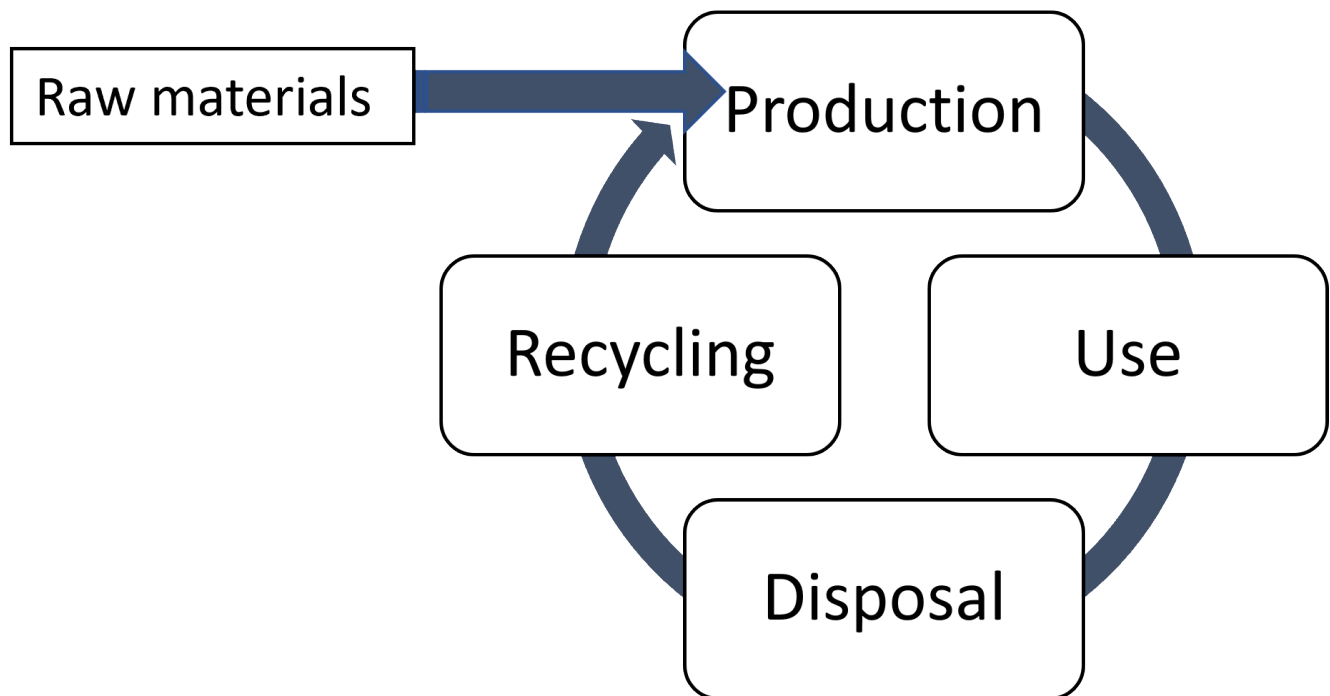 Raw materials
Production
Recycling
Use
Disposal